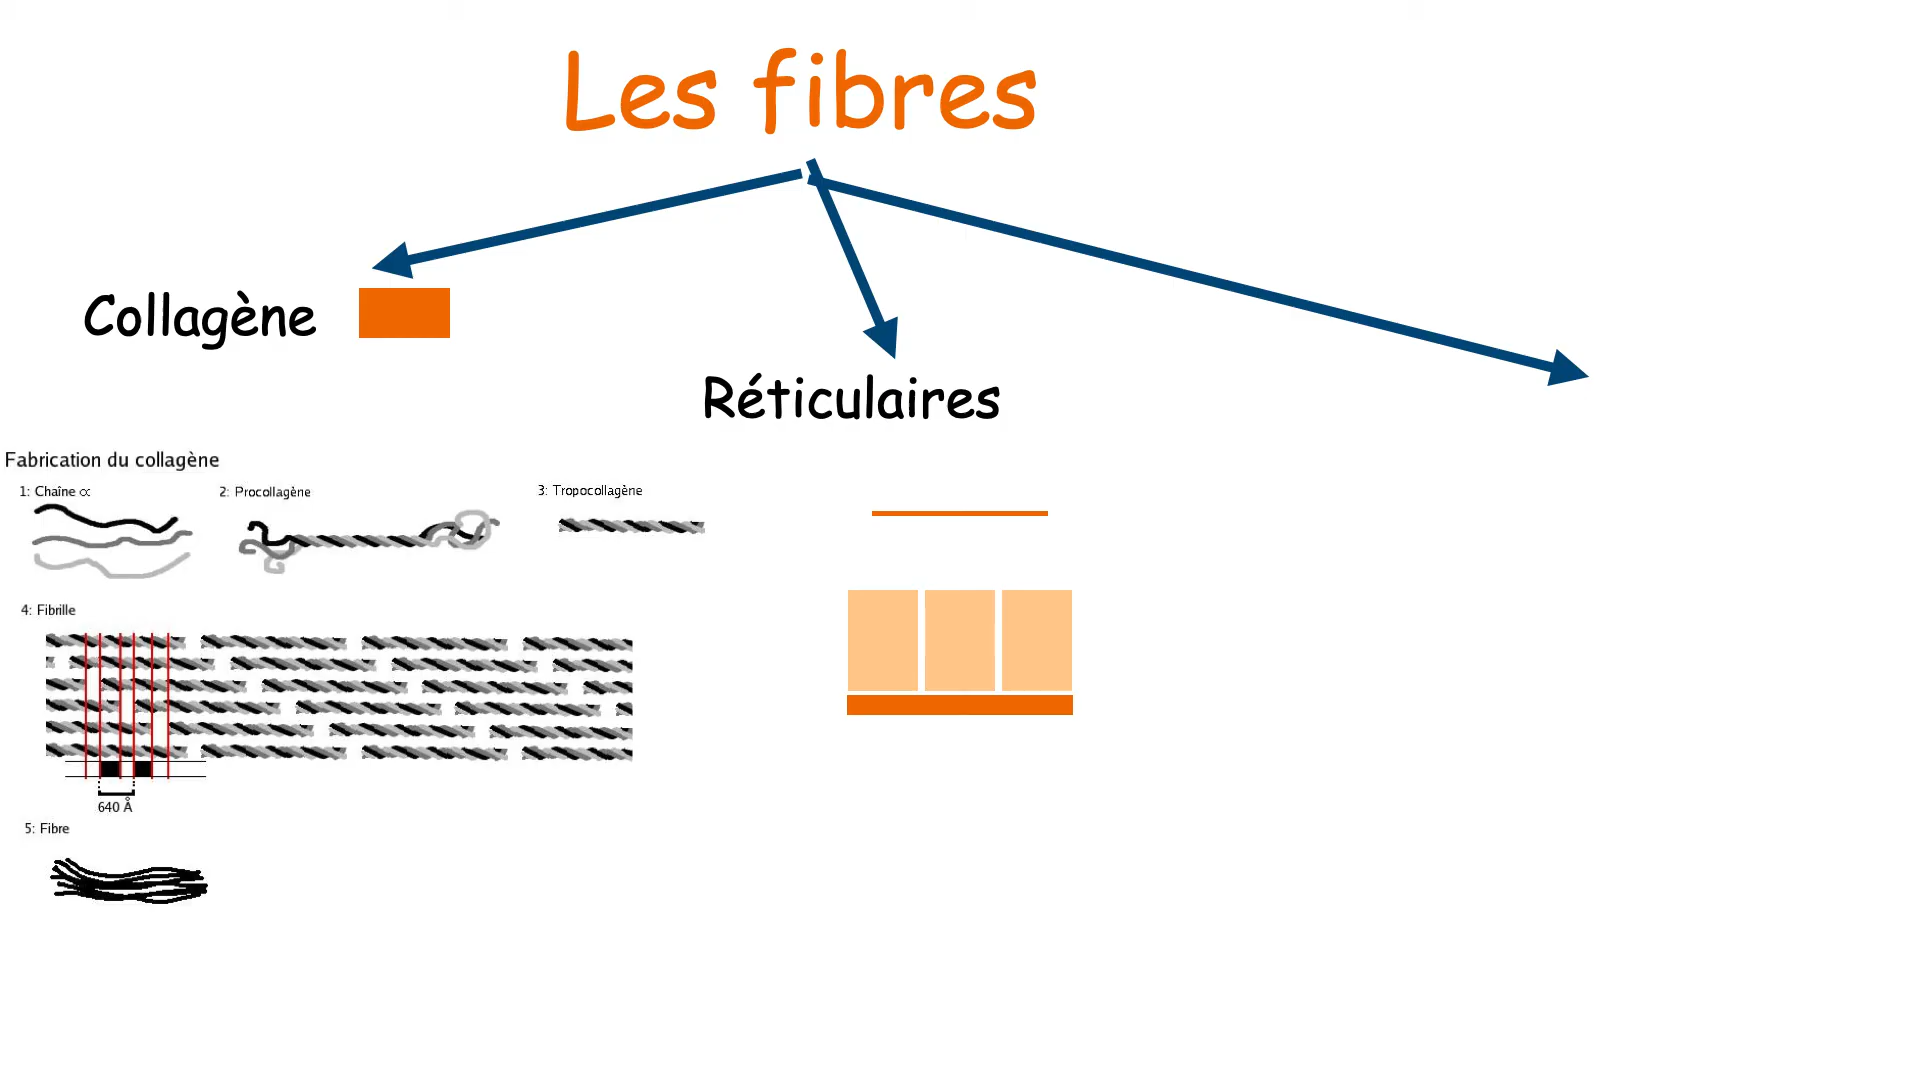 Les fibres
Collagène
Réticulaires
Fabrication du collagène
1: Chaîne ∝
2: Procollagène
3: Tropocollagène
4: Fibrille
640 Å
5: Fibre